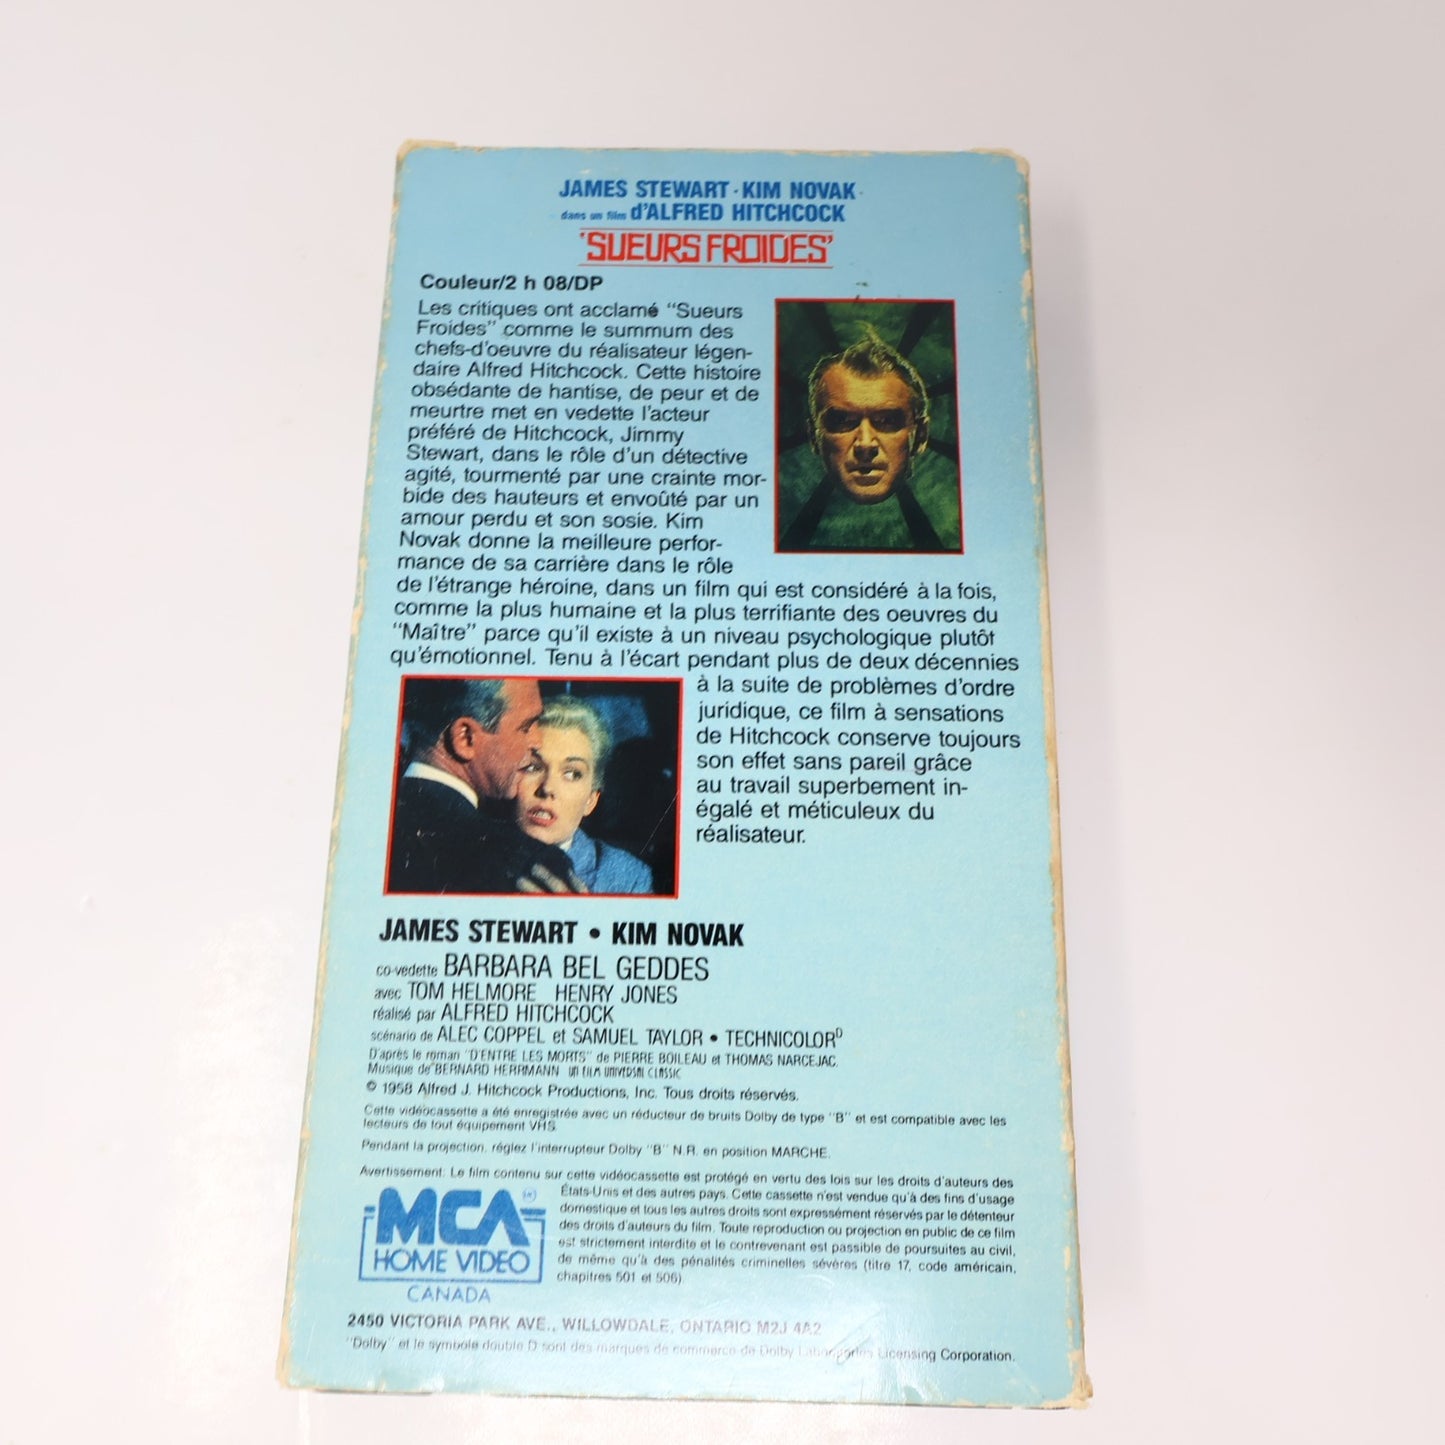 JAMES STEWART · KIM NOVAK
dans un film d'ALFRED HITCHCOCK
'SUEURS FROIDES'
Couleur/2 h 08/DP
Les critiques ont acclamé "Sueurs
Froides" comme le summum des
chefs-d'oeuvre du réalisateur légen-
daire Alfred Hitchcock. Cette histoire
obsédante de hantise, de peur et de
meurtre met en vedette l'acteur
préféré de Hitchcock, Jimmy
Stewart, dans le rôle d'un détective
agité, tourmenté par une crainte mor-
bide des hauteurs et envoûté par un
amour perdu et son sosie. Kim
Novak donne la meilleure perfor-
mance de sa carrière dans le rôle
de l'étrange héroine, dans un film qui est considéré à la fois,
comme la plus humaine et la plus terrifiante des oeuvres du
"Maître" parce qu'il existe à un niveau psychologique plutôt
qu'émotionnel. Tenu à l'écart pendant plus de deux décennies
à la suite de problèmes d'ordre
juridique, ce film à sensations
de Hitchcock conserve toujours
son effet sans pareil grâce
au travail superbement in-
égalé et méticuleux du
réalisateur.
JAMES STEWART • KIM NOVAK
co-vedette BARBARA BEL GEDDES
avec TOM HELMORE HENRY JONES
réalisé par ALFRED HITCHCOCK
scénario de ALEC COPPEL et SAMUEL TAYLOR • TECHNICOLOR
D'après le roman "D'ENTRE LES MORTS" de PIERRE BOILEAU et THOMAS NARCEJAC.
Musique de BERNARD HERRMANN UN FILM UNIVERSAL CLASSIC
© 1958 Alfred J. Hitchcock Productions, Inc. Tous droits réservés.
Cette vidéocassette a été enregistrée avec un réducteur de bruits Dolby de type "B" et est compatible avec les
lecteurs de tout équipement VHS.
Pendant la projection, réglez l'interrupteur Dolby "B" N.R. en position MARCHE.
Avertissement: Le film contenu sur cette vidéocassette est protégé en vertu des lois sur les droits d'auteurs des
États-Unis et des autres pays. Cette cassette n'est vendue qu'à des fins d'usage
domestique et tous les autres droits sont expressément réservés par le détenteur
des droits d'auteurs du film. Toute reproduction ou projection en public de ce film
est strictement interdite et le contrevenant est passible de poursuites au civil,
de même qu'à des pénalités criminelles sévères (titre 17, code américain,
chapitres 501 et 506).
MCA®
HOME VIDEO
CANADA
2450 VICTORIA PARK AVE., WILLOWDALE, ONTARIO M2J 4A2
"Dolby" et le symbole double D sont des marques de commerce de Dolby Laboratories Licensing Corporation.